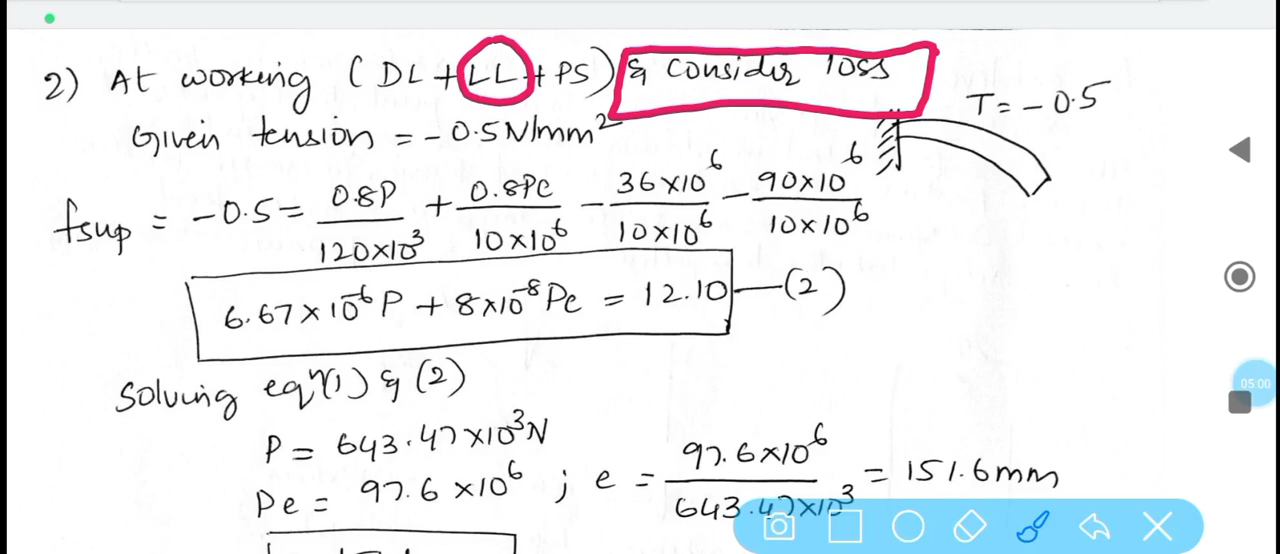 2) At working (DL + LL + PS) & consider loss
Given tension = -0.5 N/mm²
T = -0.5
fsup = -0.5 = 0.8P/120×10³ + 0.8Pe/10×10⁶ - 36×10⁶/10×10⁶ - 90×10⁶/10×10⁶
6.67×10⁻⁶ P + 8×10⁻⁸ Pe = 12.10 —(2)
Solving eqⁿ(1) & (2)
P = 643.47×10³N
Pe = 97.6×10⁶ ; e = 97.6×10⁶/643.47×10³ = 151.6mm
05:00